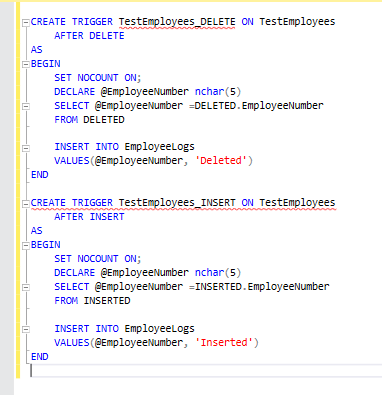 CREATE TRIGGER TestEmployees_DELETE ON TestEmployees
AFTER DELETE
AS
BEGIN
SET NOCOUNT ON;
DECLARE @EmployeeNumber nchar(5)
SELECT @EmployeeNumber =DELETED.EmployeeNumber
FROM DELETED
INSERT INTO EmployeeLogs
VALUES(@EmployeeNumber, 'Deleted')
END
CREATE TRIGGER TestEmployees_INSERT ON TestEmployees
AFTER INSERT
AS
BEGIN
SET NOCOUNT ON;
DECLARE @EmployeeNumber nchar(5)
SELECT @EmployeeNumber =INSERTED.EmployeeNumber
FROM INSERTED
INSERT INTO EmployeeLogs
VALUES(@EmployeeNumber, 'Inserted')
END